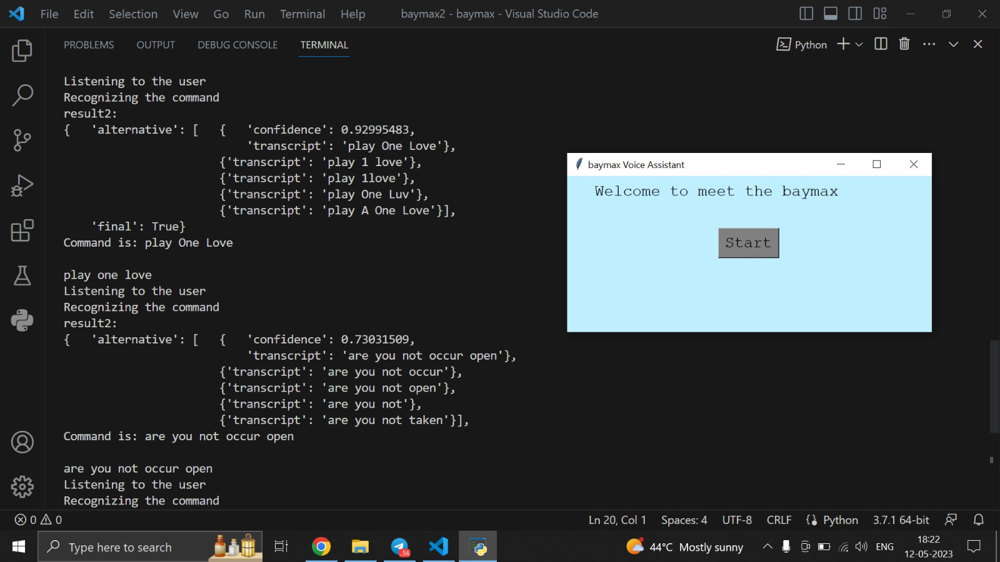 File Edit Selection View Go Run Terminal Help
baymax2 - baymax - Visual Studio Code
PROBLEMS OUTPUT DEBUG CONSOLE TERMINAL
Python
Listening to the user
Recognizing the command
result2:
{   'alternative': [   {   'confidence': 0.92995483,
                           'transcript': 'play One Love'},
                       {'transcript': 'play 1 love'},
                       {'transcript': 'play 1love'},
                       {'transcript': 'play One Luv'},
                       {'transcript': 'play A One Love'}],
    'final': True}
Command is: play One Love
play one love
Listening to the user
Recognizing the command
result2:
{   'alternative': [   {   'confidence': 0.73031509,
                           'transcript': 'are you not occur open'},
                       {'transcript': 'are you not occur'},
                       {'transcript': 'are you not open'},
                       {'transcript': 'are you not'},
                       {'transcript': 'are you not taken'}],
Command is: are you not occur open
are you not occur open
Listening to the user
Recognizing the command
baymax Voice Assistant
Welcome to meet the baymax
Start
0 0
Ln 20, Col 1 Spaces: 4 UTF-8 CRLF Python 3.7.1 64-bit
Type here to search
56
44°C Mostly sunny
ENG
18:22
12-05-2023